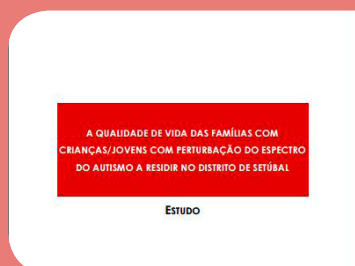 A QUALIDADE DE VIDA DAS FAMÍLIAS COM
CRIANÇAS/JOVENS COM PERTURBAÇÃO DO ESPECTRO
DO AUTISMO A RESIDIR NO DISTRITO DE SETÚBAL
ESTUDO